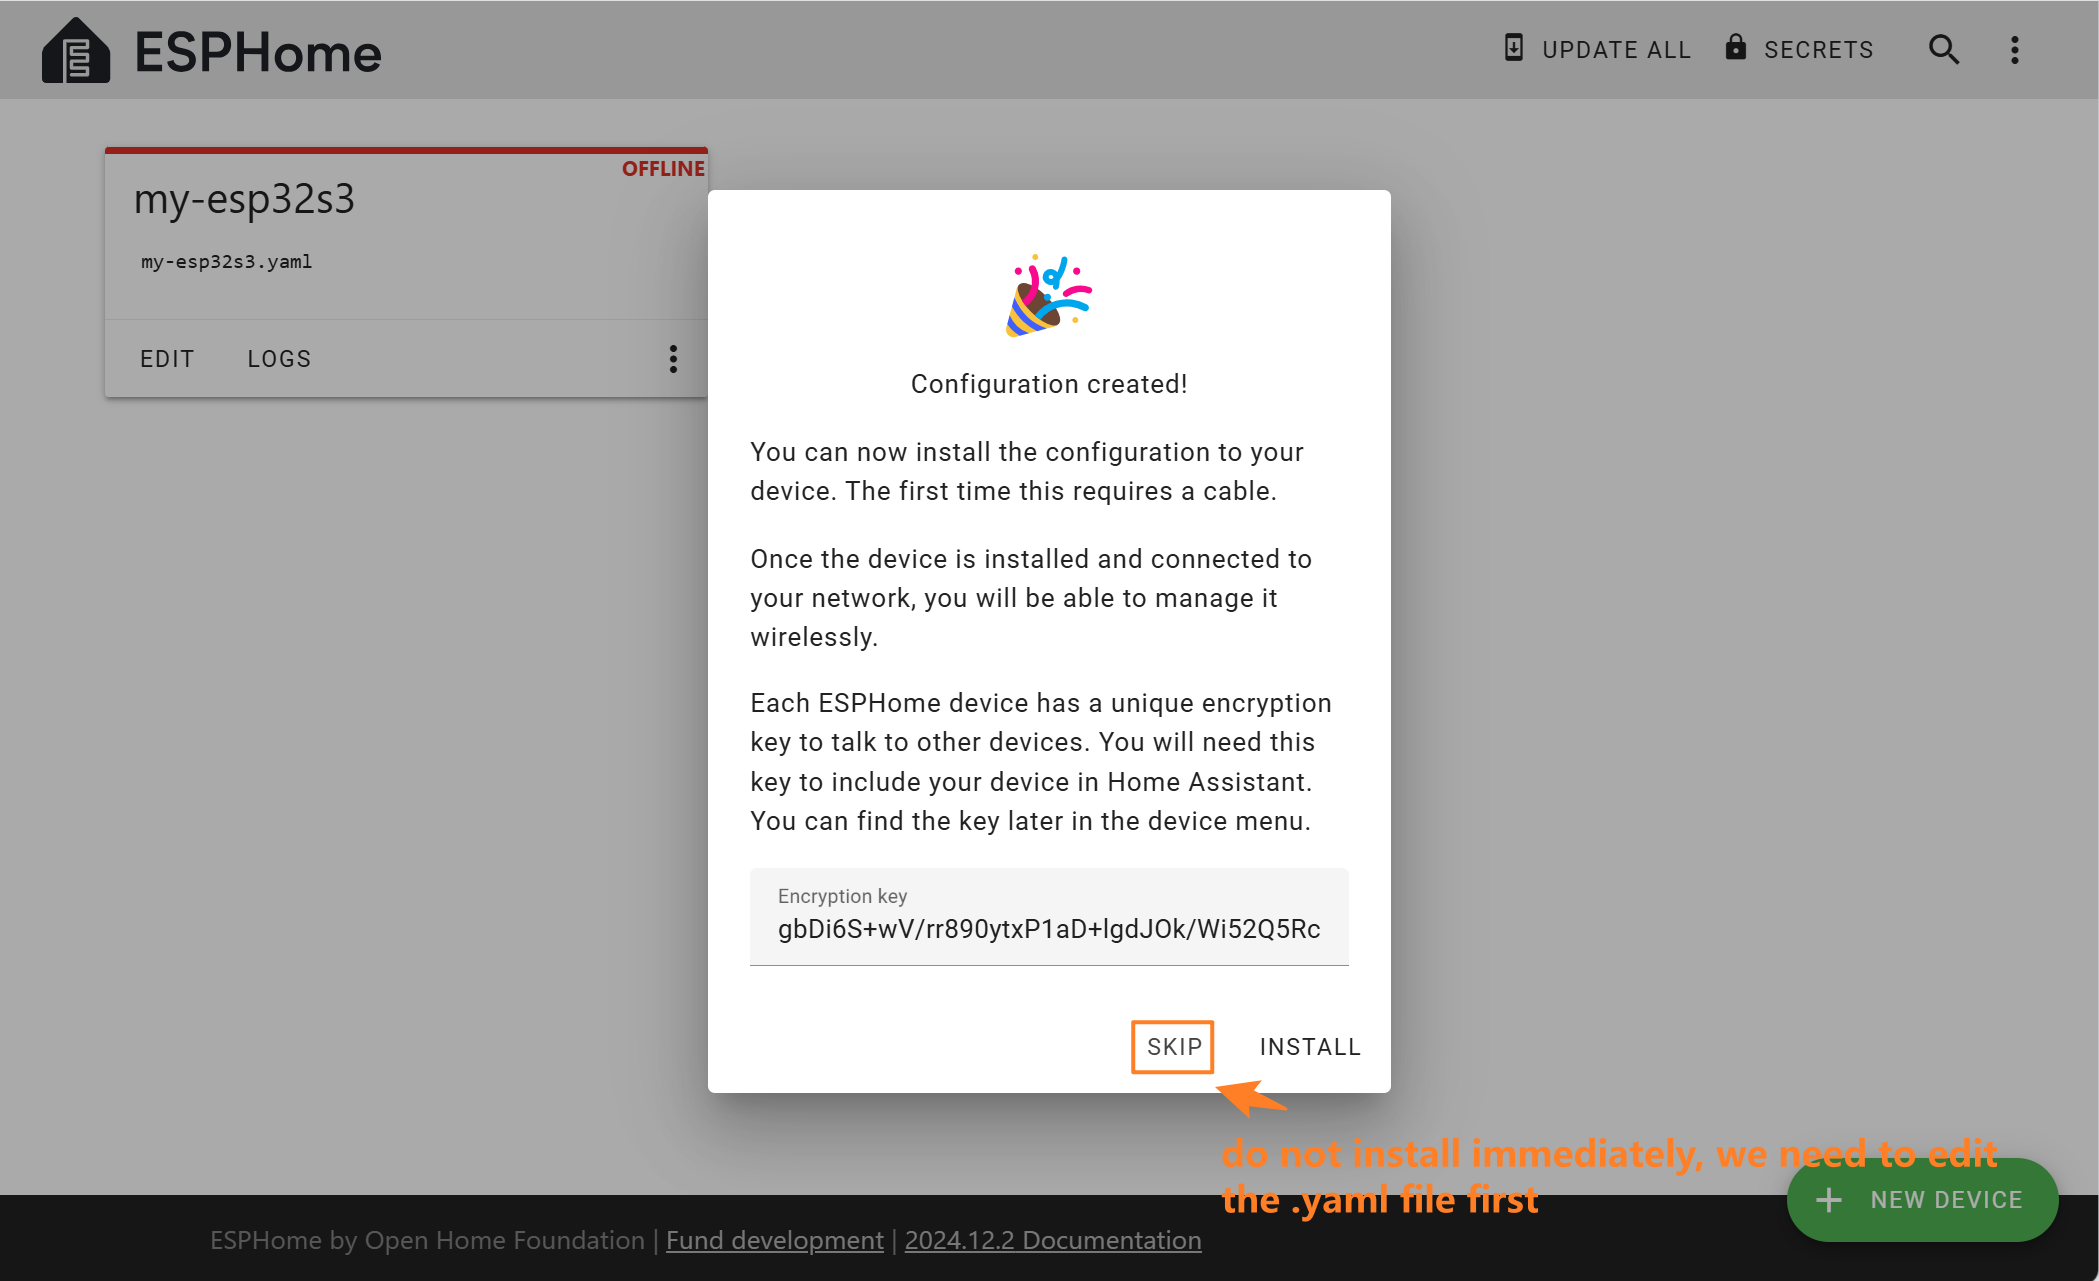 ESPHome
UPDATE ALL
SECRETS
OFFLINE
my-esp32s3
my-esp32s3.yaml
EDIT
LOGS
Configuration created!
You can now install the configuration to your
device. The first time this requires a cable.
Once the device is installed and connected to
your network, you will be able to manage it
wirelessly.
Each ESPHome device has a unique encryption
key to talk to other devices. You will need this
key to include your device in Home Assistant.
You can find the key later in the device menu.
Encryption key
gbDi6S+wV/rr890ytxP1aD+lgdJOk/Wi52Q5Rc
SKIP
INSTALL
do not install immediately, we need to edit
the .yaml file first
NEW DEVICE
ESPHome by Open Home Foundation | Fund development | 2024.12.2 Documentation